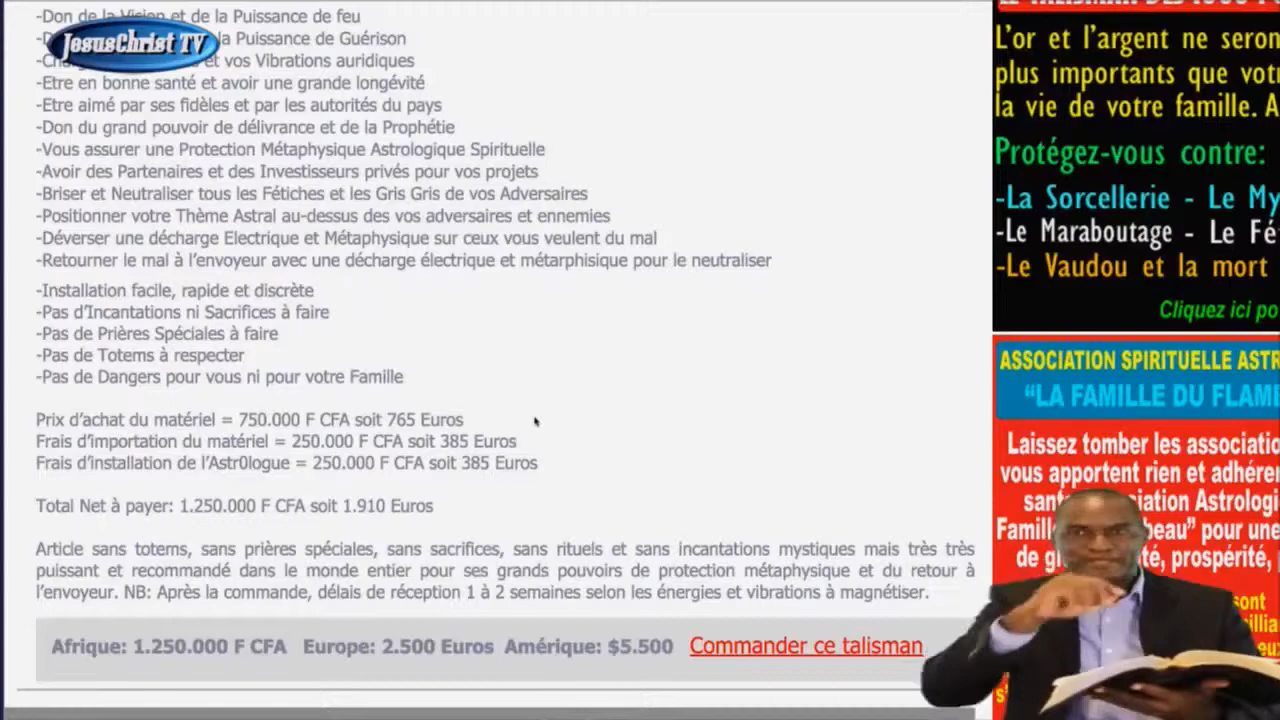 -Don de la Vision et de la Puissance de feu
JesusChrist TV
la Puissance de Guérison
et vos Vibrations auridiques
-Etre en bonne santé et avoir une grande longévité
-Etre aimé par ses fidèles et par les autorités du pays
-Don du grand pouvoir de délivrance et de la Prophétie
-Vous assurer une Protection Métaphysique Astrologique Spirituelle
-Avoir des Partenaires et des Investisseurs privés pour vos projets
-Briser et Neutraliser tous les Fétiches et les Gris Gris de vos Adversaires
-Positionner votre Thème Astral au-dessus des vos adversaires et ennemies
-Déverser une décharge Electrique et Métaphysique sur ceux vous veulent du mal
-Retourner le mal à l'envoyeur avec une décharge électrique et métarphisique pour le neutraliser
-Installation facile, rapide et discrète
-Pas d'Incantations ni Sacrifices à faire
-Pas de Prières Spéciales à faire
-Pas de Totems à respecter
-Pas de Dangers pour vous ni pour votre Famille
Prix d'achat du matériel = 750.000 F CFA soit 765 Euros
Frais d'importation du matériel = 250.000 F CFA soit 385 Euros
Frais d'installation de l'Astr0logue = 250.000 F CFA soit 385 Euros
Total Net à payer: 1.250.000 F CFA soit 1.910 Euros
Article sans totems, sans prières spéciales, sans sacrifices, sans rituels et sans incantations mystiques mais très très
puissant et recommandé dans le monde entier pour ses grands pouvoirs de protection métaphysique et du retour à
l'envoyeur. NB: Après la commande, délais de réception 1 à 2 semaines selon les énergies et vibrations à magnétiser.
Afrique: 1.250.000 F CFA Europe: 2.500 Euros Amérique: $5.500 Commander ce talisman
L'or et l'argent ne seron
plus importants que votr
la vie de votre famille. A
Protégez-vous contre:
-La Sorcellerie - Le My
-Le Maraboutage - Le Fé
-Le Vaudou et la mort
Cliquez ici po
ASSOCIATION SPIRITUELLE ASTR
"LA FAMILLE DU FLAM
Laissez tomber les associatio
vous apportent rien et adhérez
Astrologi
Famille pour une
de prospérité,
sont